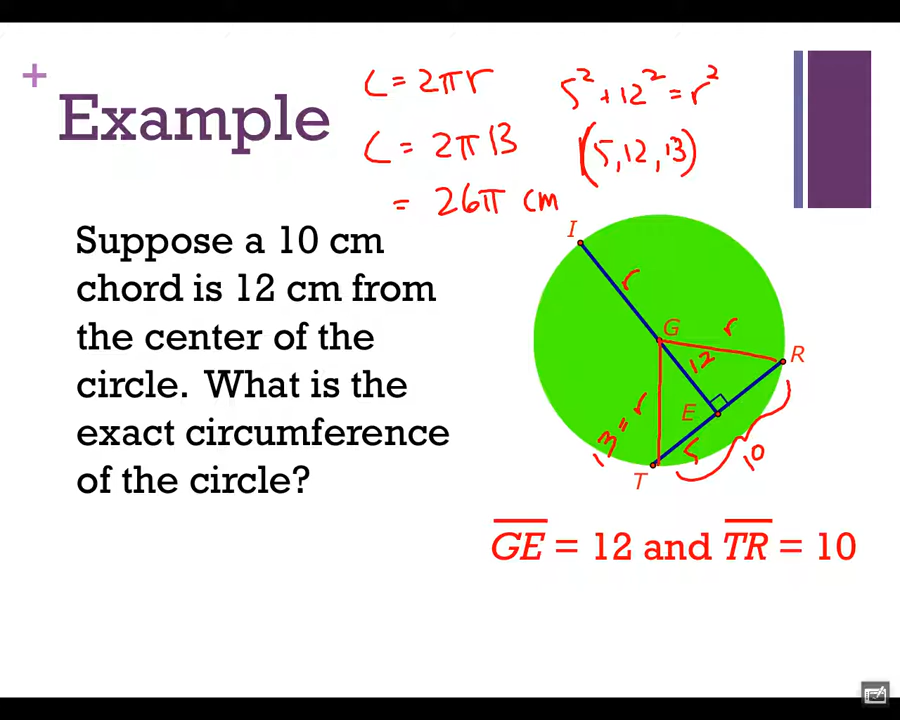 +
Example
C = 2πr
C = 2π13
= 26π cm
5² + 12² = r²
(5, 12, 13)
Suppose a 10 cm
chord is 12 cm from
the center of the
circle. What is the
exact circumference
of the circle?
I
r
G
r
12
R
E
13 = r
5
10
T
GE = 12 and TR = 10